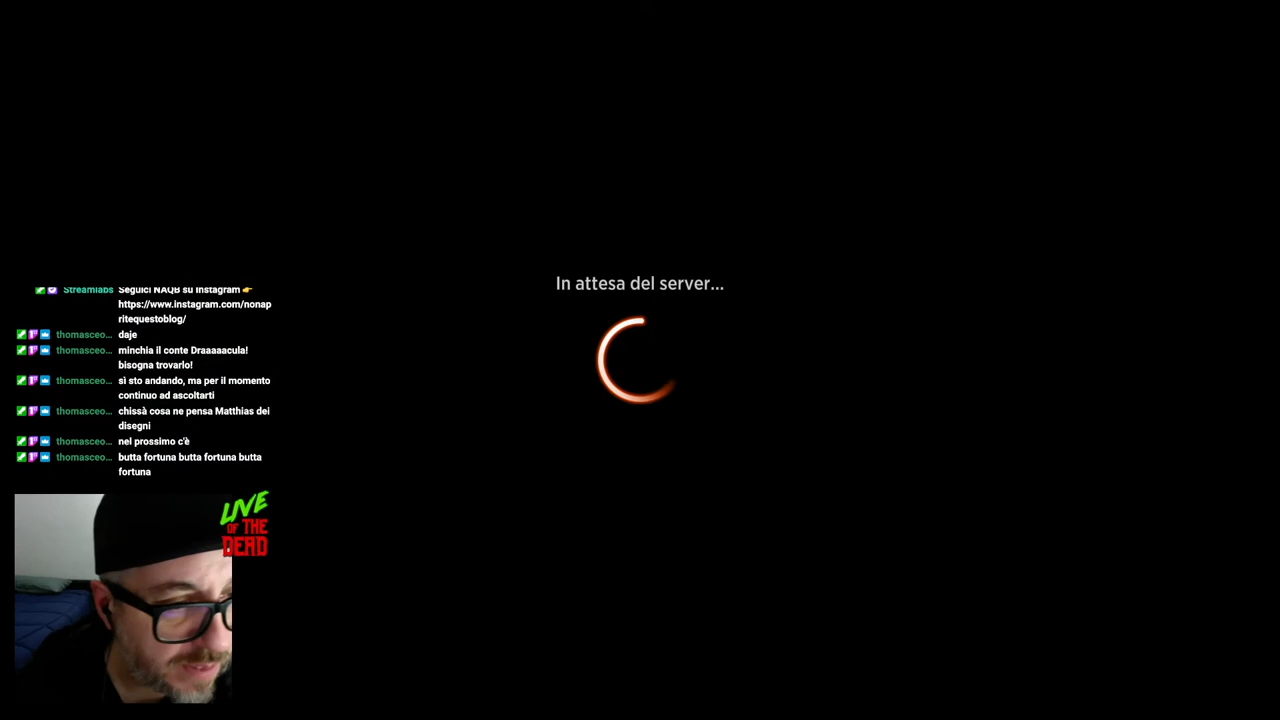 In attesa del server...
Streamlabs Seguici NAQB su Instagram 👉
https://www.instagram.com/nonap
ritequestoblog/
thomasceo... daje
thomasceo... minchia il conte Draaaaacula!
bisogna trovarlo!
thomasceo... sì sto andando, ma per il momento
continuo ad ascoltarti
thomasceo... chissà cosa ne pensa Matthias dei
disegni
thomasceo... nel prossimo c'è
thomasceo... butta fortuna butta fortuna butta
fortuna
LIVE
OF THE
DEAD